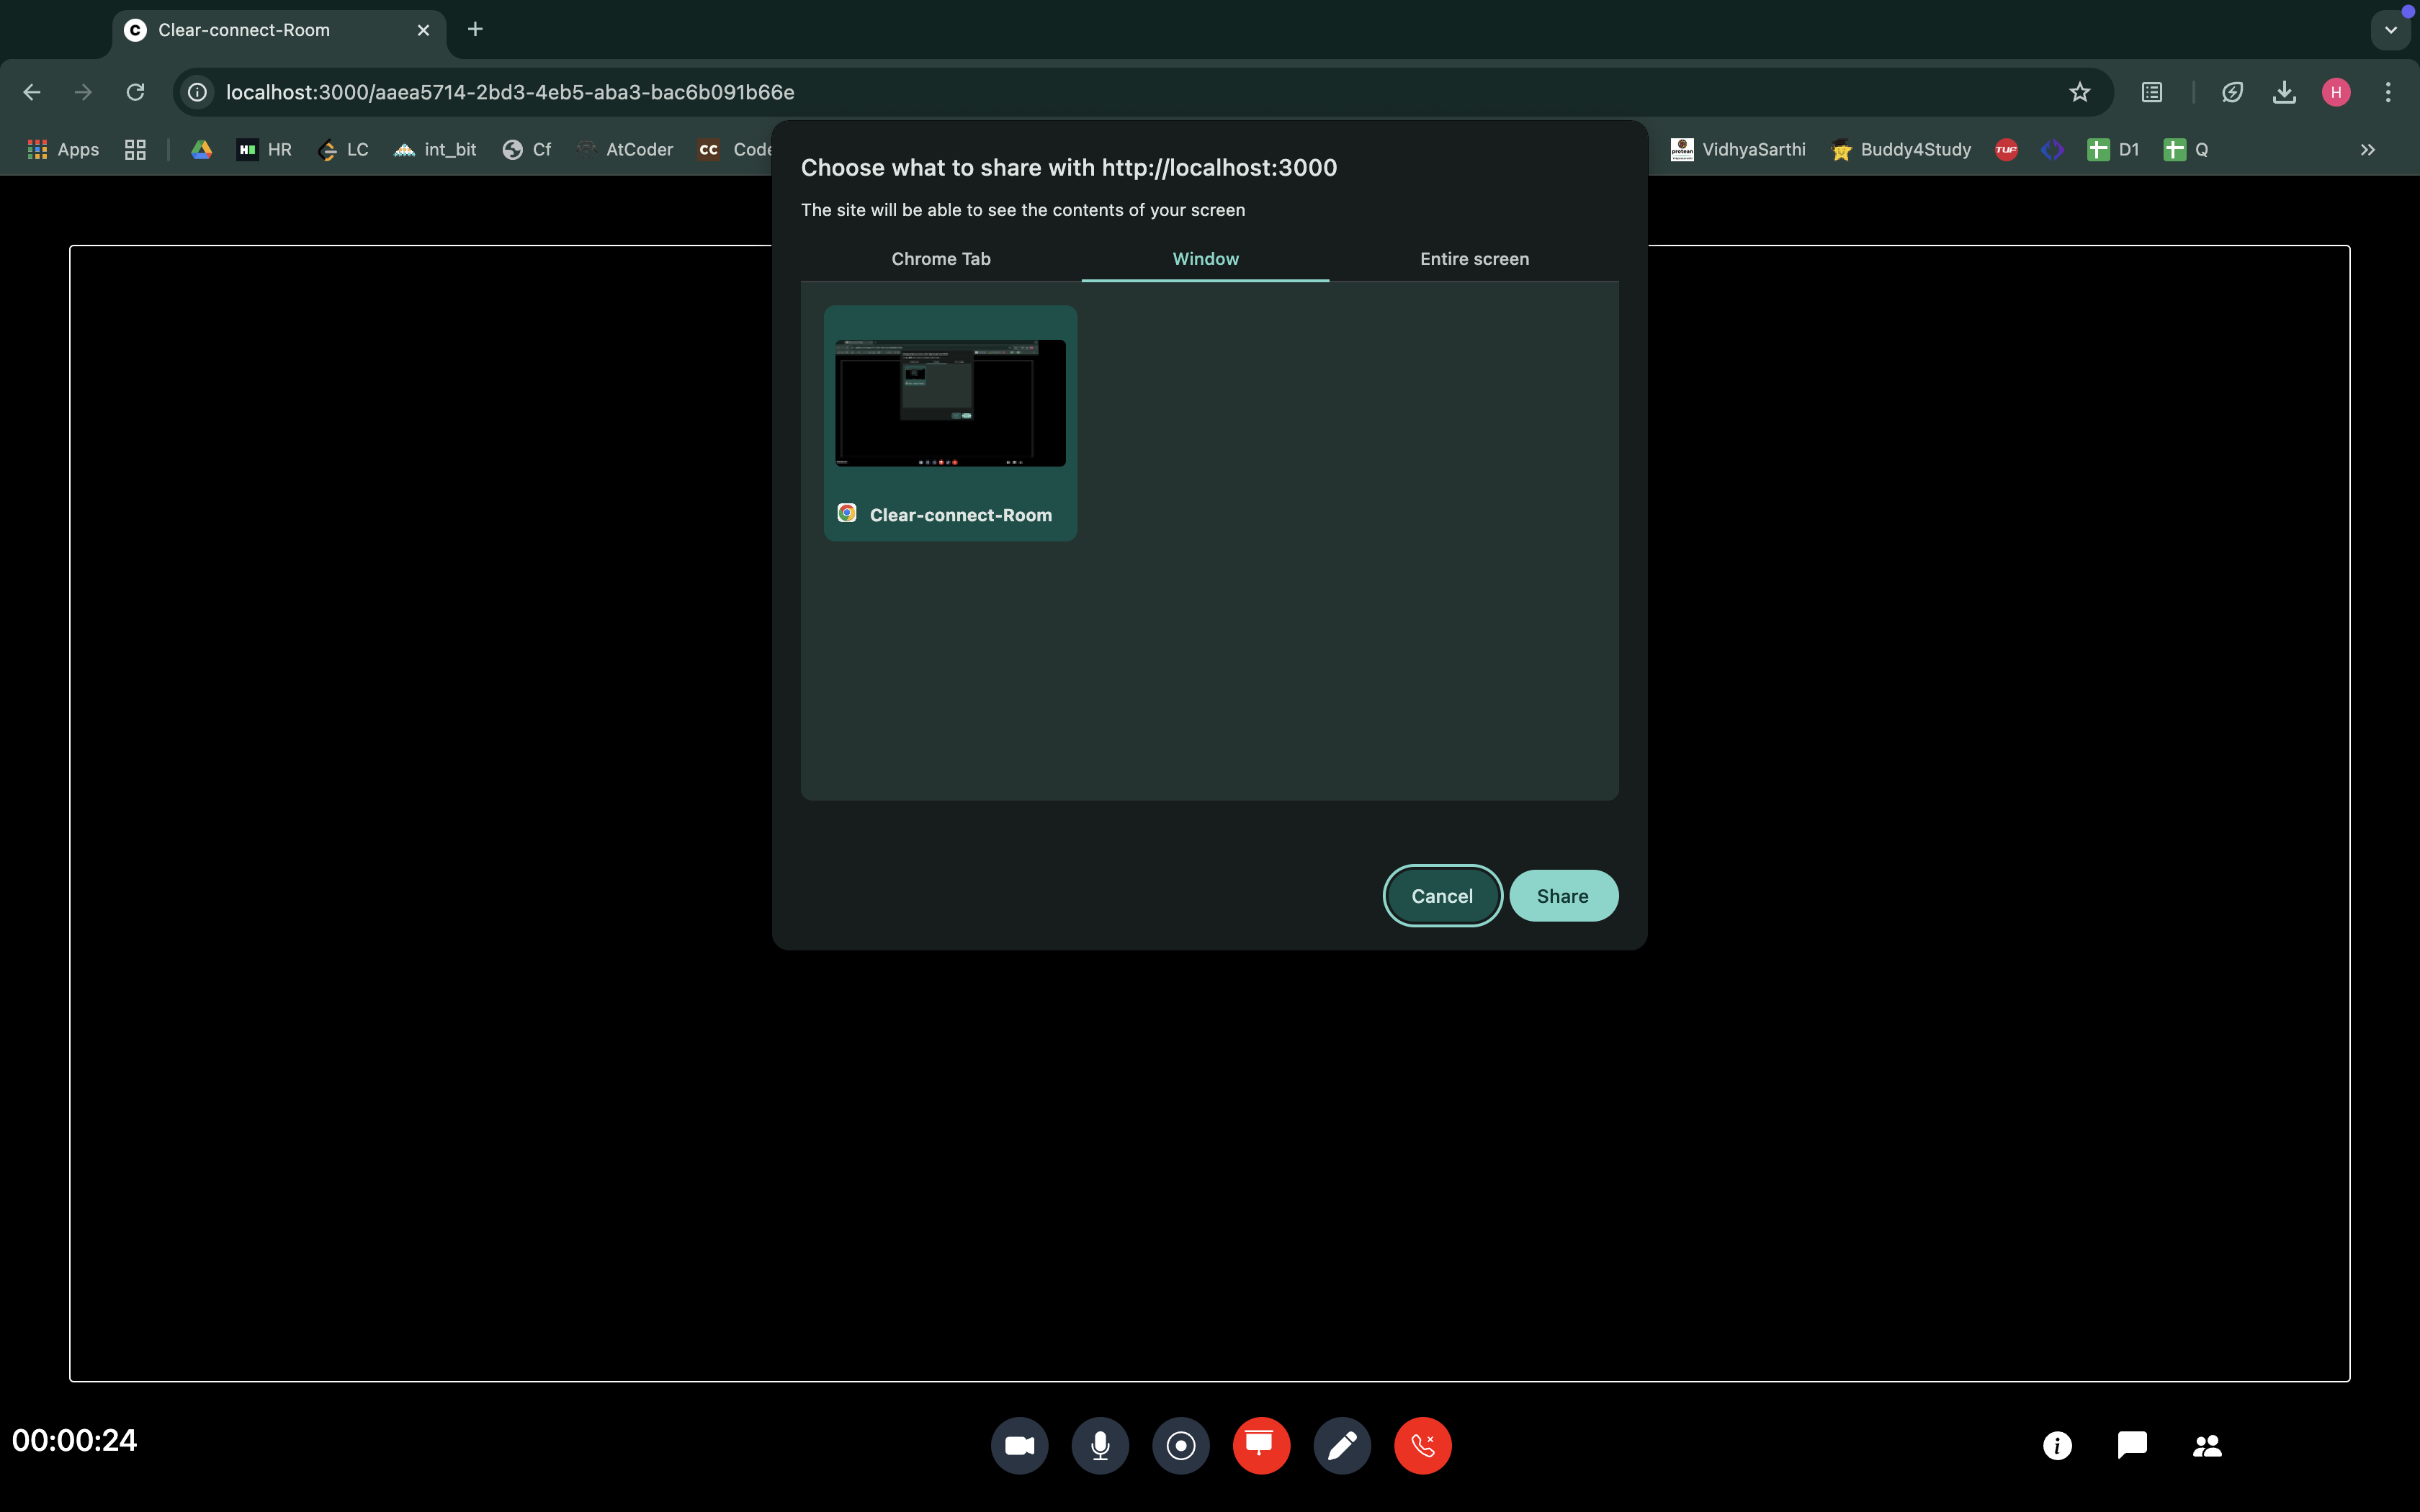 Clear-connect-Room
localhost:3000/aaea5714-2bd3-4eb5-aba3-bac6b091b66e
H
Apps
HR
LC
int_bit
Cf
AtCoder
CC
Code
VidhyaSarthi
Buddy4Study
TUF
D1
Q
Choose what to share with http://localhost:3000
The site will be able to see the contents of your screen
Chrome Tab
Window
Entire screen
Clear-connect-Room
Cancel
Share
00:00:24